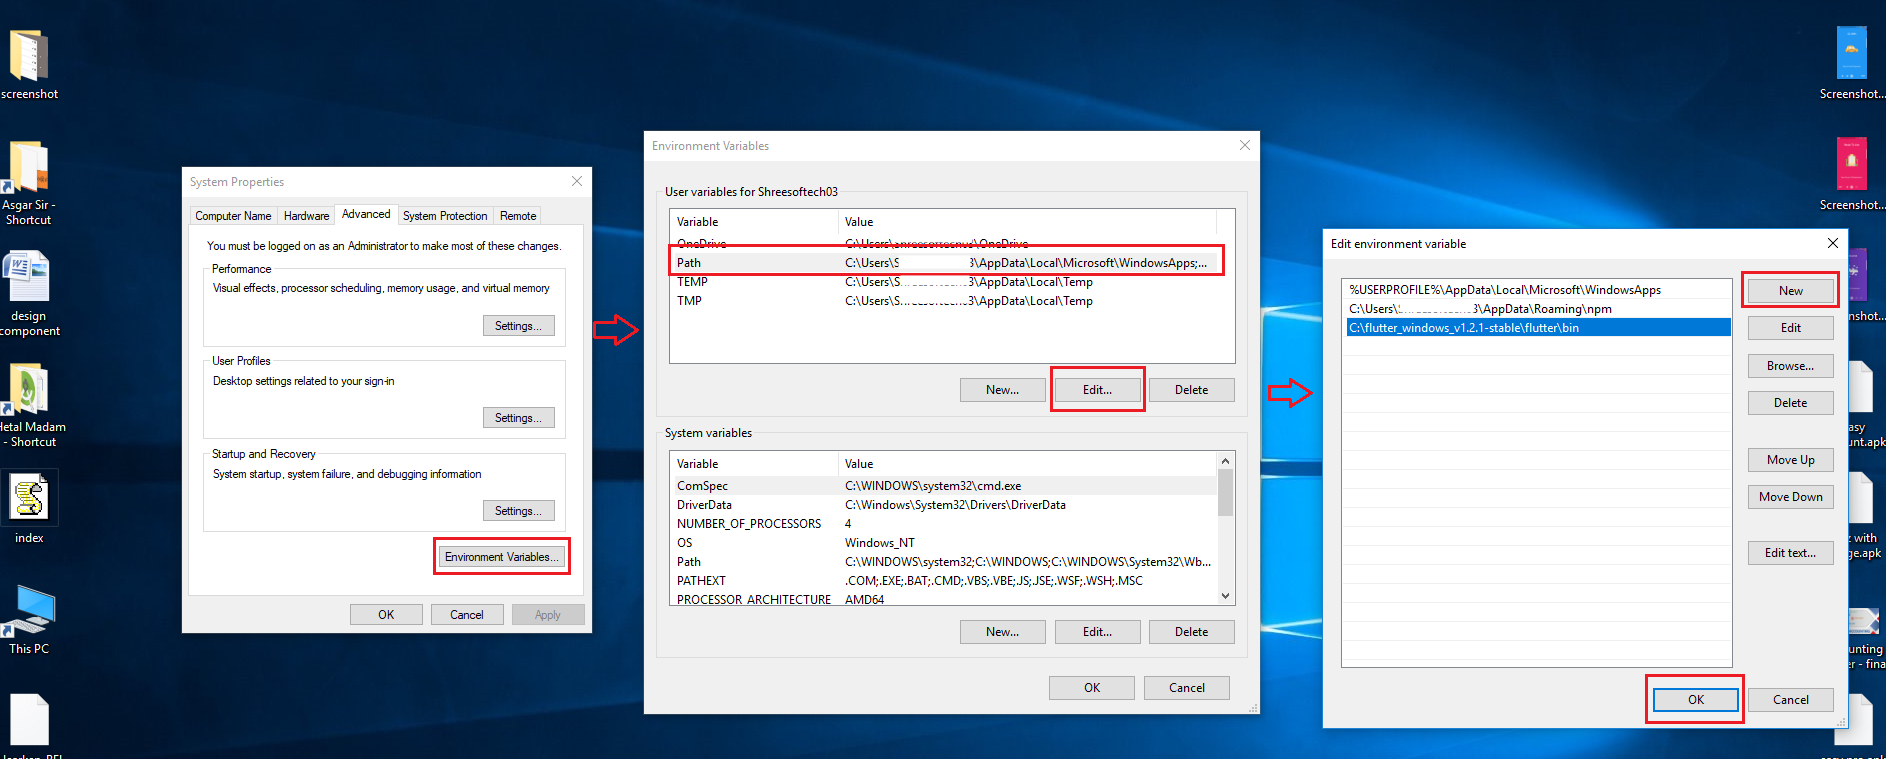 screenshot
Asgar Sir -
Shortcut
design
component
Hetal Madam
- Shortcut
index
This PC
System Properties
Computer Name
Hardware
Advanced
System Protection
Remote
You must be logged on as an Administrator to make most of these changes.
Performance
Visual effects, processor scheduling, memory usage, and virtual memory
Settings...
User Profiles
Desktop settings related to your sign-in
Settings...
Startup and Recovery
System startup, system failure, and debugging information
Settings...
Environment Variables...
OK
Cancel
Apply
Environment Variables
User variables for Shreesoftech03
Variable
Value
OneDrive
C:\Users\ \OneDrive
Path
C:\Users\S 3\AppData\Local\Microsoft\WindowsApps;...
TEMP
C:\Users\S 3\AppData\Local\Temp
TMP
C:\Users\S 3\AppData\Local\Temp
New...
Edit...
Delete
System variables
Variable
Value
ComSpec
C:\WINDOWS\system32\cmd.exe
DriverData
C:\Windows\System32\Drivers\DriverData
NUMBER_OF_PROCESSORS
4
OS
Windows_NT
Path
C:\WINDOWS\system32;C:\WINDOWS;C:\WINDOWS\System32\Wb...
PATHEXT
.COM;.EXE;.BAT;.CMD;.VBS;.VBE;.JS;.JSE;.WSF;.WSH;.MSC
PROCESSOR_ARCHITECTURE
AMD64
New...
Edit...
Delete
OK
Cancel
Edit environment variable
%USERPROFILE%\AppData\Local\Microsoft\WindowsApps
C:\Users\ 3\AppData\Roaming\npm
C:\flutter_windows_v1.2.1-stable\flutter\bin
New
Edit
Browse...
Delete
Move Up
Move Down
Edit text...
OK
Cancel
Screenshot...
Screenshot...
nshot...
asy
unt.apk
z with
ge.apk
unting
er - fina